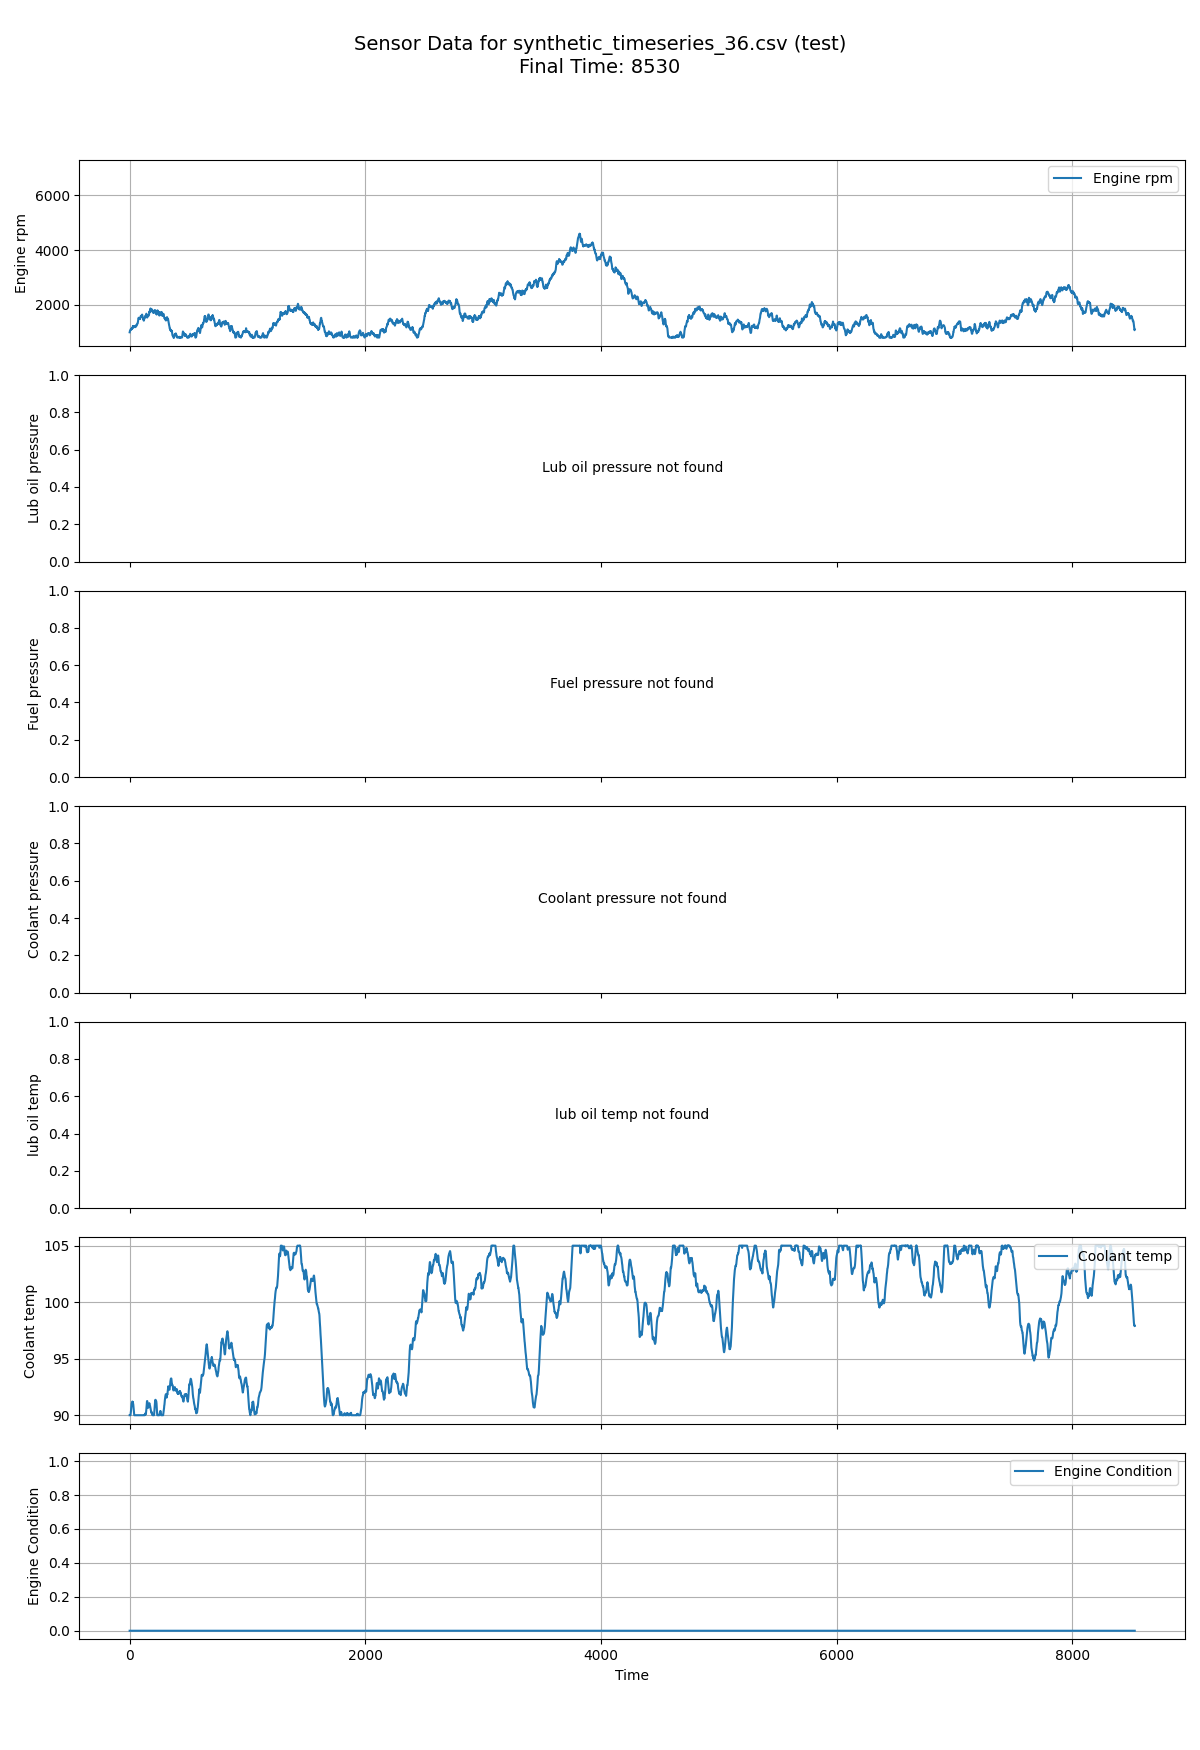 Sensor Data for synthetic_timeseries_36.csv (test)
Final Time: 8530
Engine rpm
6000
4000
2000
Engine rpm
Lub oil pressure
1.0
0.8
0.6
0.4
0.2
0.0
Lub oil pressure not found
Fuel pressure
1.0
0.8
0.6
0.4
0.2
0.0
Fuel pressure not found
Coolant pressure
1.0
0.8
0.6
0.4
0.2
0.0
Coolant pressure not found
lub oil temp
1.0
0.8
0.6
0.4
0.2
0.0
lub oil temp not found
Coolant temp
105
100
95
90
Coolant temp
Engine Condition
1.0
0.8
0.6
0.4
0.2
0.0
Engine Condition
0 2000 4000 6000 8000
Time